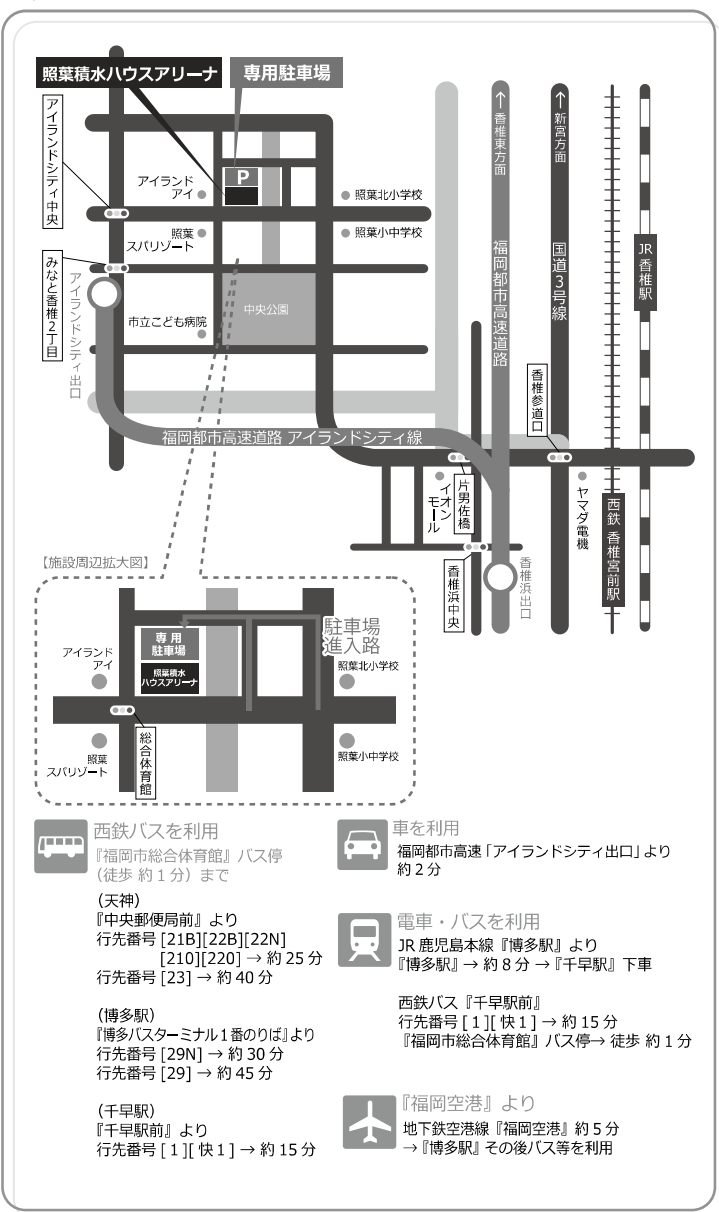 照葉積水ハウスアリーナ
専用駐車場
アイランドシティ中央
みなと香椎2丁目
アイランドシティ出口
アイランド
アイ
P
照葉北小学校
照葉
スパリゾート
照葉小中学校
中央公園
市立こども病院
↑香椎東方面
↑新宮方面
福岡都市高速道路
国道3号線
JR香椎駅
香椎参道口
福岡都市高速道路 アイランドシティ線
片男佐橋
イオン
モール
ヤマダ電機
西鉄 香椎宮前駅
香椎浜中央
香椎浜出口
【施設周辺拡大図】
専用
駐車場
駐車場
進入路
アイランド
アイ
照葉積水
ハウスアリーナ
照葉北小学校
照葉
スパリゾート
総合体育館
照葉小中学校
西鉄バスを利用
『福岡市総合体育館』バス停
（徒歩 約1分）まで
（天神）
『中央郵便局前』より
行先番号 [21B][22B][22N]
[210][220] → 約25分
行先番号 [23] → 約40分
（博多駅）
『博多バスターミナル1番のりば』より
行先番号 [29N] → 約30分
行先番号 [29] → 約45分
（千早駅）
『千早駅前』より
行先番号 [1][快1] → 約15分
車を利用
福岡都市高速「アイランドシティ出口」より
約2分
電車・バスを利用
JR鹿児島本線『博多駅』より
『博多駅』→ 約8分 →『千早駅』下車
西鉄バス『千早駅前』
行先番号 [1][快1] → 約15分
『福岡市総合体育館』バス停→ 徒歩 約1分
『福岡空港』より
地下鉄空港線『福岡空港』約5分
→『博多駅』その後バス等を利用